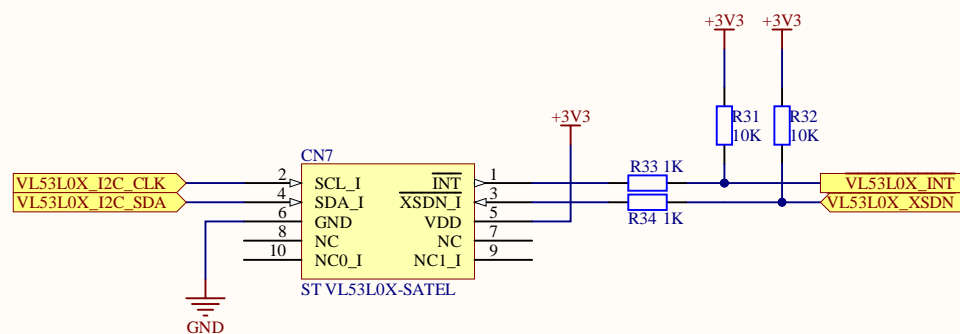 +3V3 +3V3
R31 R32
10K 10K
+3V3
CN7
R33 1K
VL53L0X_I2C_CLK 2 SCL_I INT 1 VL53L0X_INT
VL53L0X_I2C_SDA 4 SDA_I XSDN_I 3 VL53L0X_XSDN
R34 1K
6 GND VDD 5
8 NC NC 7
10 NC0_I NC1_I 9
ST VL53L0X-SATEL
GND